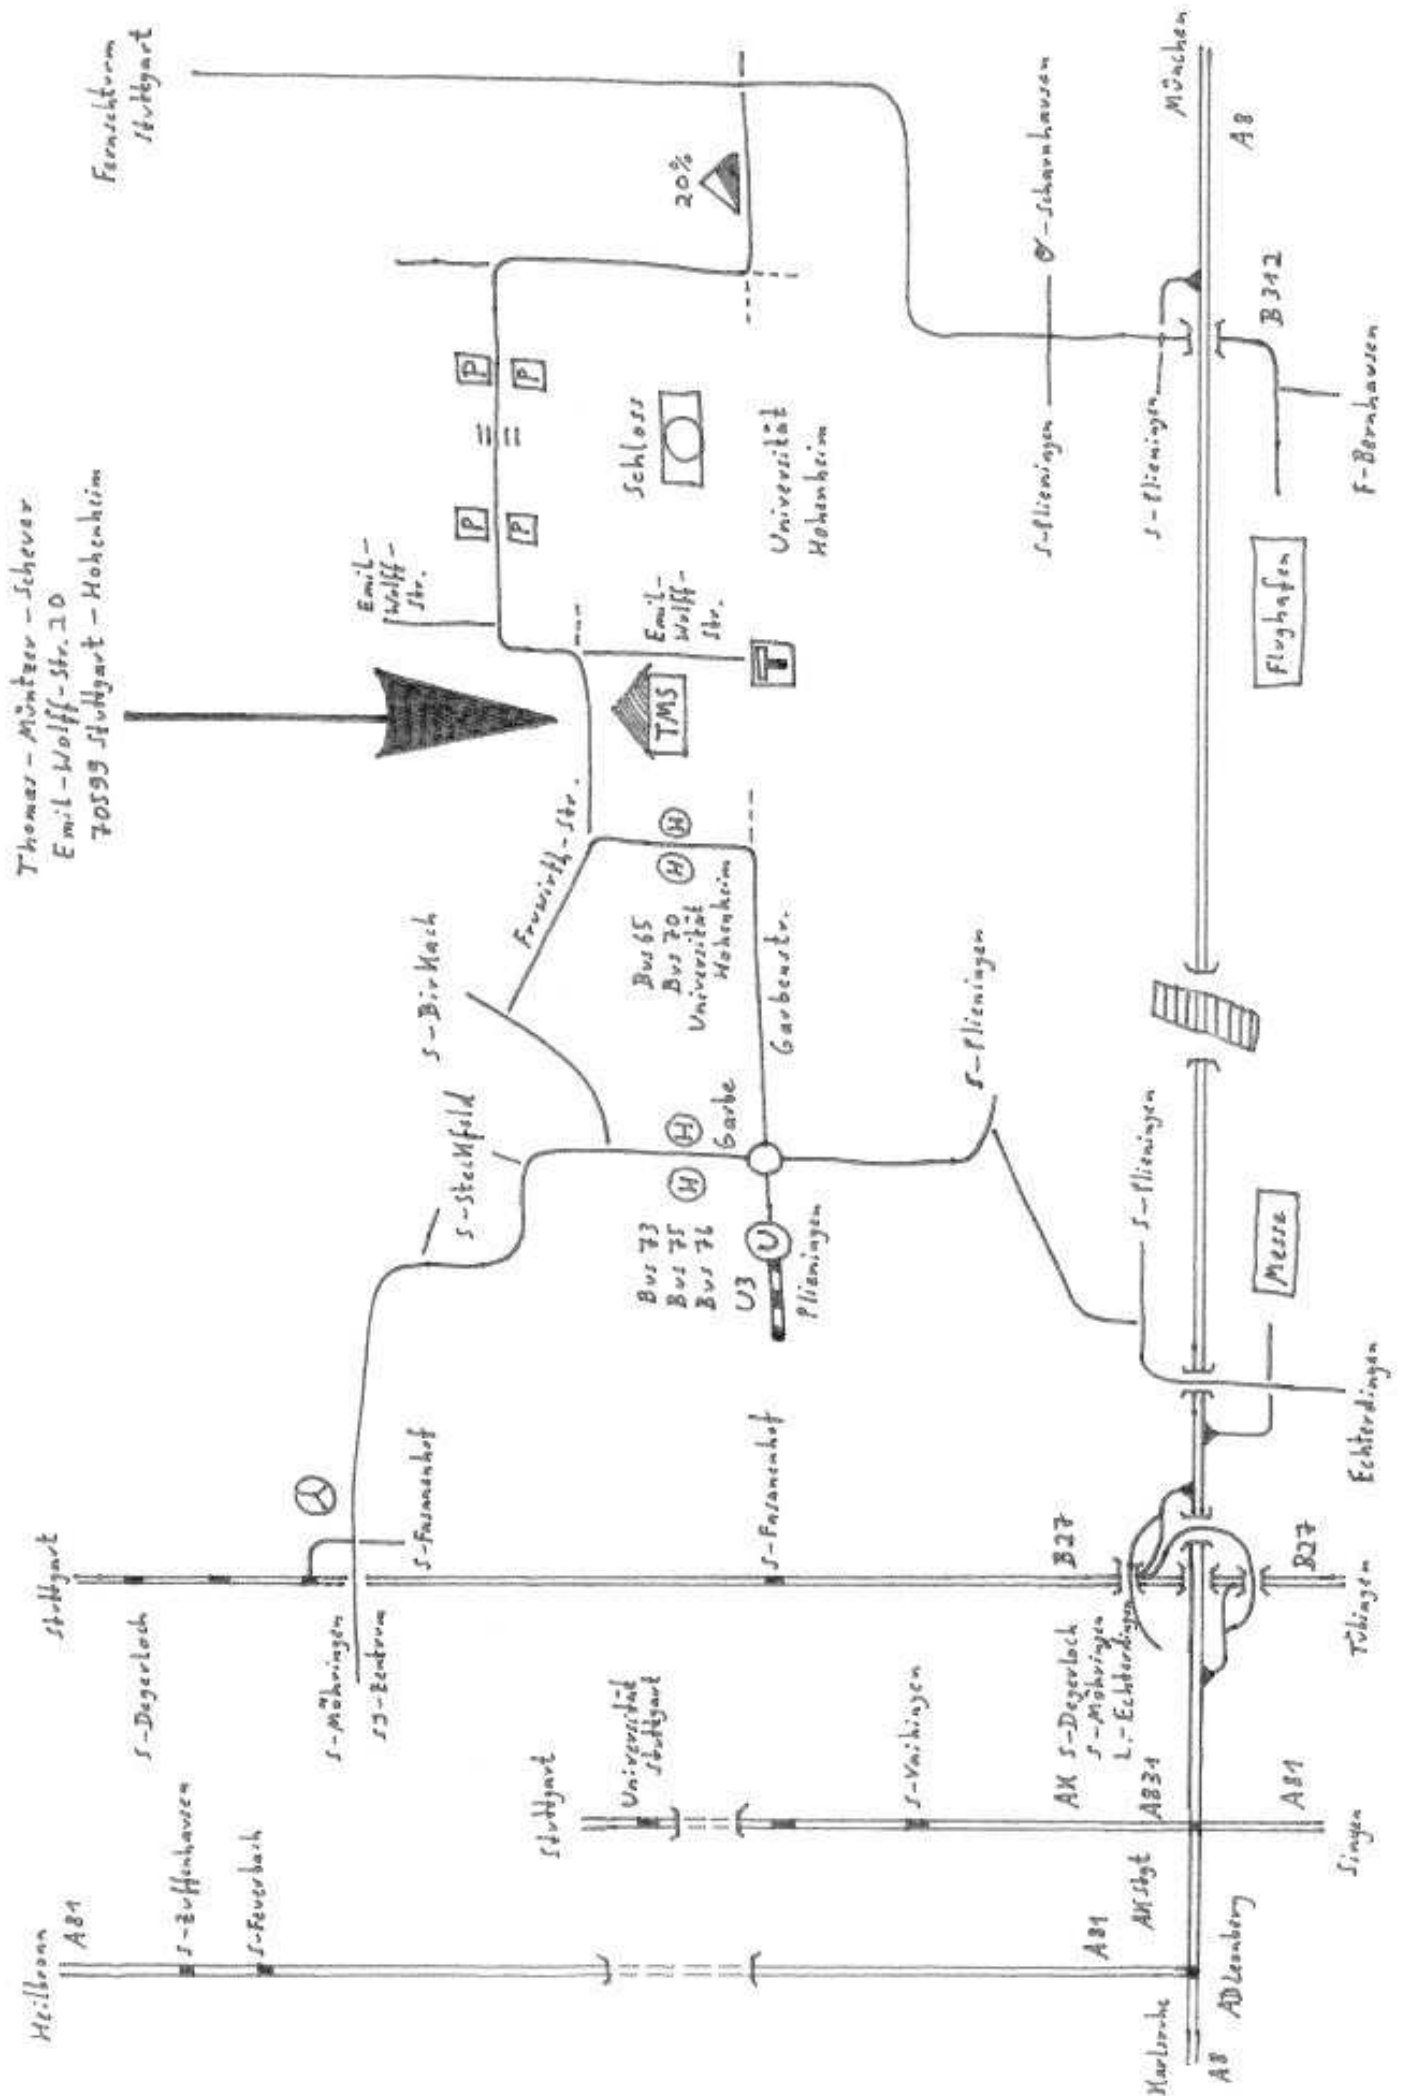 Thomas-Müntzer-Scheuer
Emil-Wolff-Str. 20
70599 Stuttgart-Hohenheim
Heilbronn
A81
S-Zuffenhausen
S-Feuerbach
Stuttgart
S-Degerloch
S-Möhringen
SI-Zentrum
S-Fasanenhof
S-Steckfeld
S-Birkach
Fruwirth-Str.
Emil-
Wolff-
Str.
P
P
P
P
Fernsehturm
Stuttgart
20%
Stuttgart
Universität
Stuttgart
Bus 73
Bus 75
Bus 76
U3
U
Plieningen
H
H
Garbe
Bus 65
Bus 70
Universität
Hohenheim
H
H
Garbenstr.
TMS
Emil-
Wolff-
Str.
Schloss
Universität
Hohenheim
S-Vaihingen
S-Fasanenhof
S-Plieningen
S-Plieningen
O-Scharnhausen
A81
AK Stgt
A831
AK S-Degerloch
S-Möhringen
L.-Echterdingen
B27
S-Plieningen
S-Plieningen
München
A8
Karlsruhe
A8
AD Leonberg
A81
Singen
B27
Tübingen
Echterdingen
Messe
Flughafen
B312
F-Bernhausen